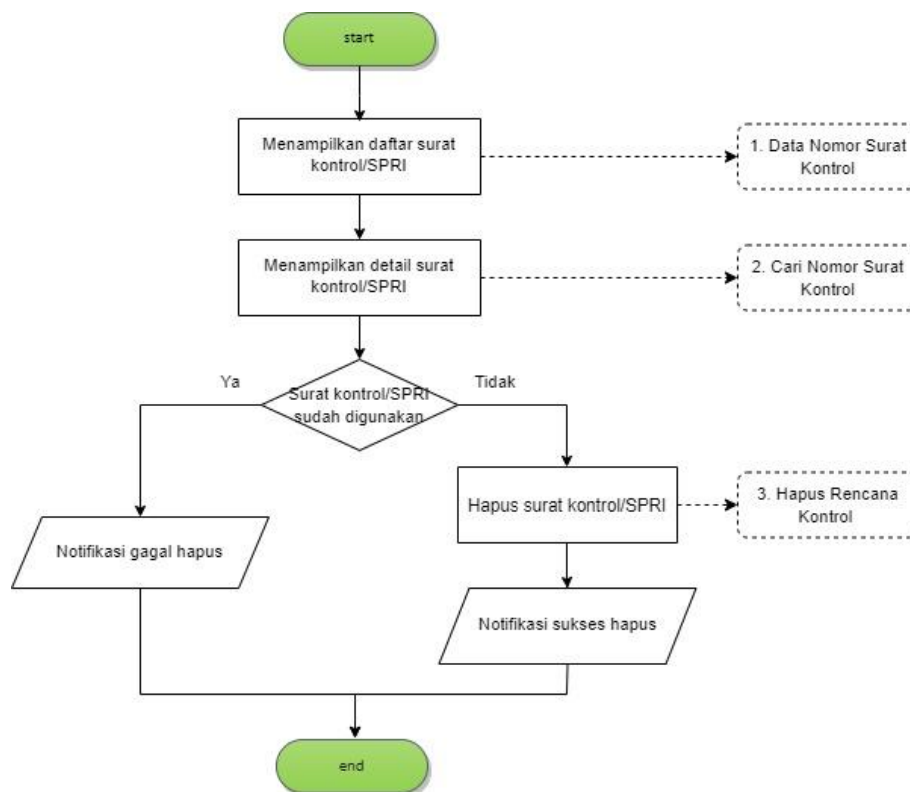 start
Menampilkan daftar surat
kontrol/SPRI
1. Data Nomor Surat
Kontrol
Menampilkan detail surat
kontrol/SPRI
2. Cari Nomor Surat
Kontrol
Ya
Surat kontrol/SPRI
sudah digunakan
Tidak
Hapus surat kontrol/SPRI
3. Hapus Rencana
Kontrol
Notifikasi gagal hapus
Notifikasi sukses hapus
end